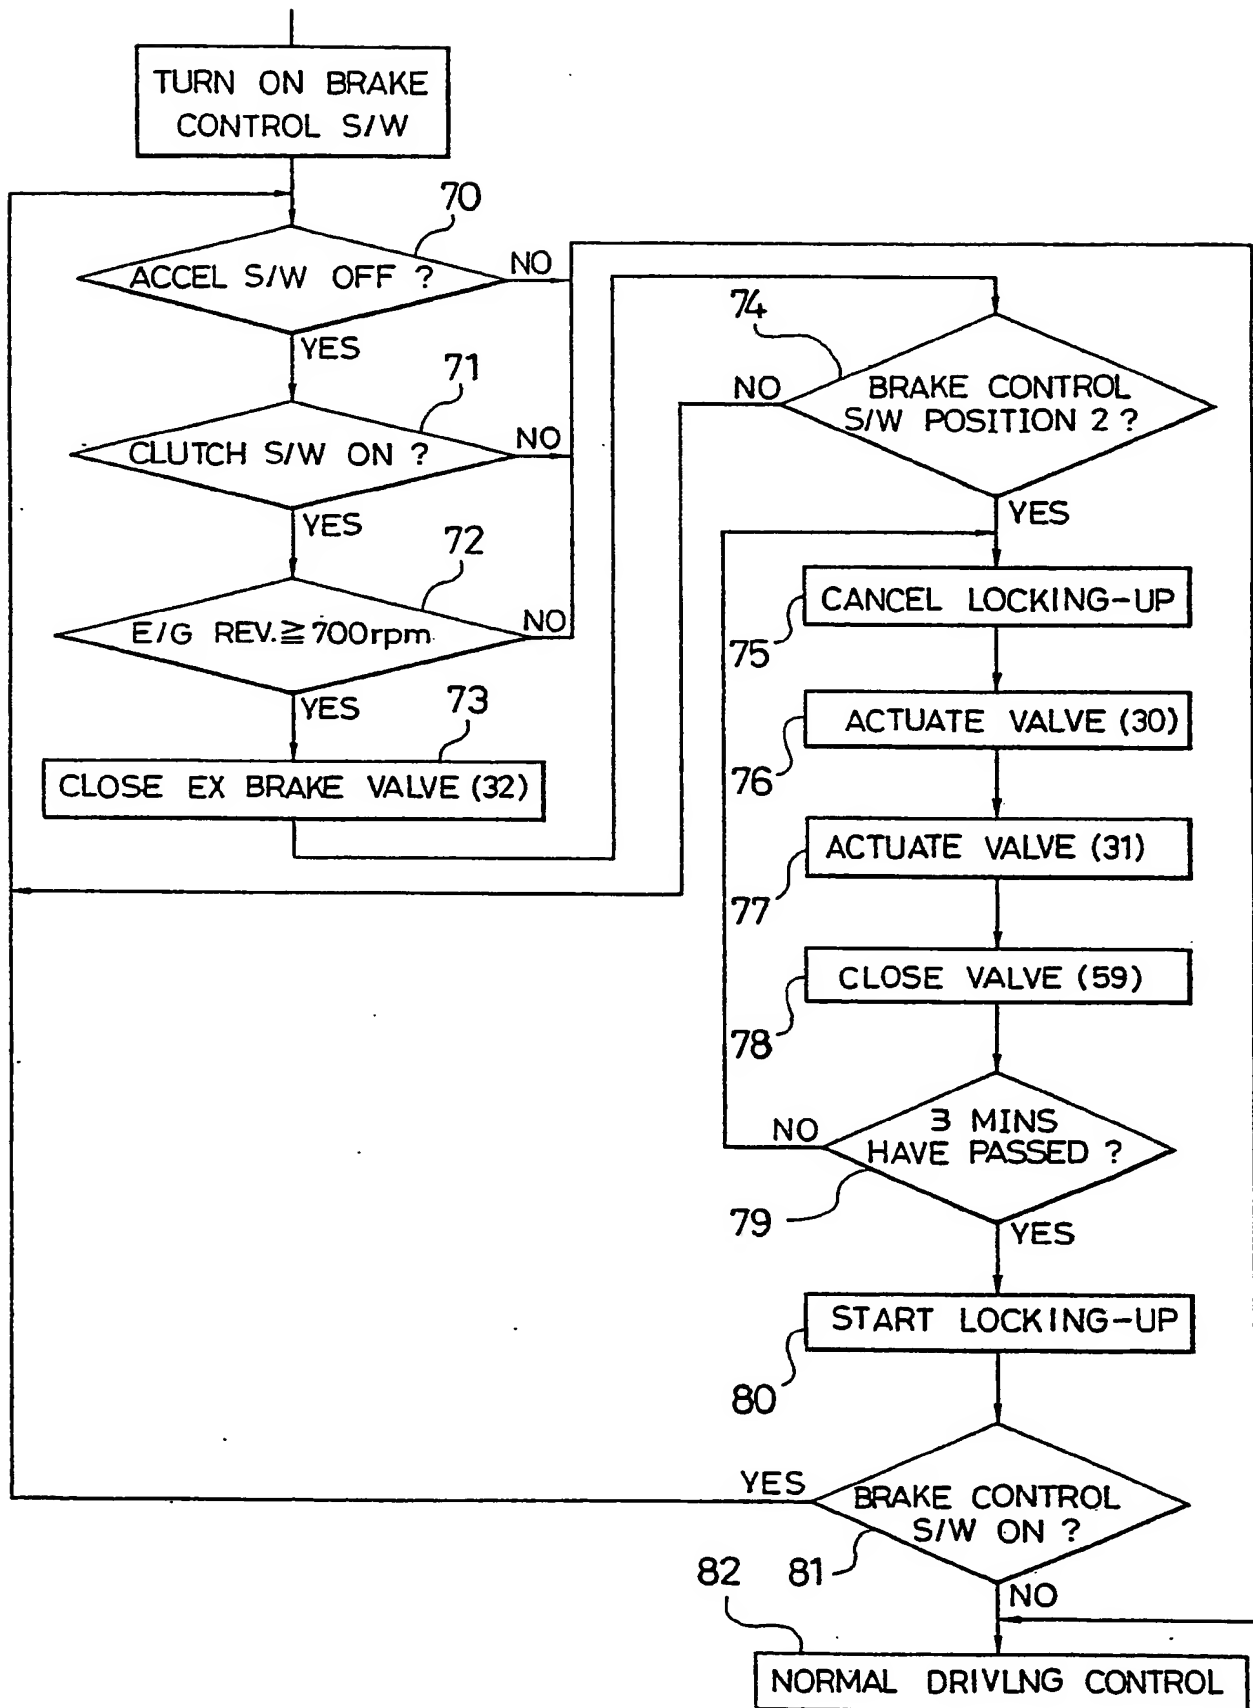 TURN ON BRAKE
CONTROL S/W
70
ACCEL S/W OFF ?
NO
YES
71
CLUTCH S/W ON ?
NO
YES
72
E/G REV.≧700rpm
NO
YES
73
CLOSE EX BRAKE VALVE (32)
74
BRAKE CONTROL
S/W POSITION 2 ?
NO
YES
CANCEL LOCKING-UP
75
ACTUATE VALVE (30)
76
ACTUATE VALVE (31)
77
CLOSE VALVE (59)
78
3 MINS
HAVE PASSED ?
NO
79
YES
START LOCKING-UP
80
YES
BRAKE CONTROL
S/W ON ?
81
NO
82
NORMAL DRIVLNG CONTROL